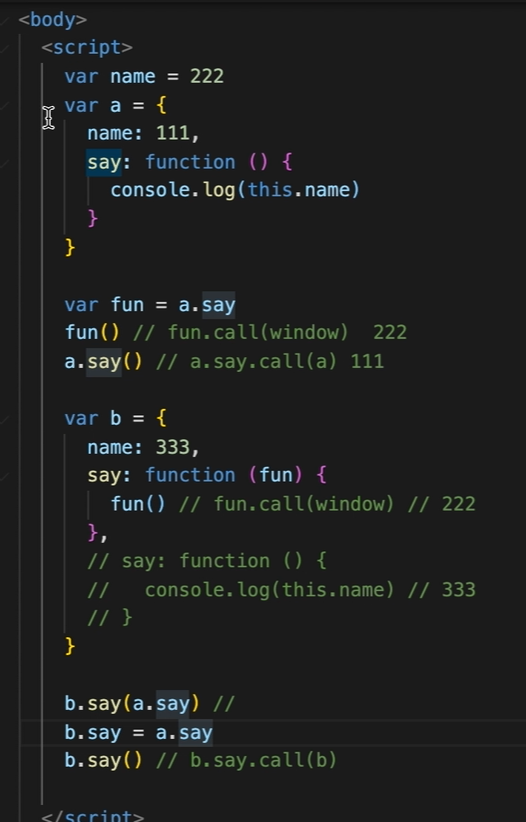 <body>
<script>
var name = 222
var a = {
name: 111,
say: function () {
console.log(this.name)
}
}
var fun = a.say
fun() // fun.call(window)  222
a.say() // a.say.call(a) 111
var b = {
name: 333,
say: function (fun) {
fun() // fun.call(window) // 222
},
// say: function () {
//   console.log(this.name) // 333
// }
}
b.say(a.say) //
b.say = a.say
b.say() // b.say.call(b)
</script>